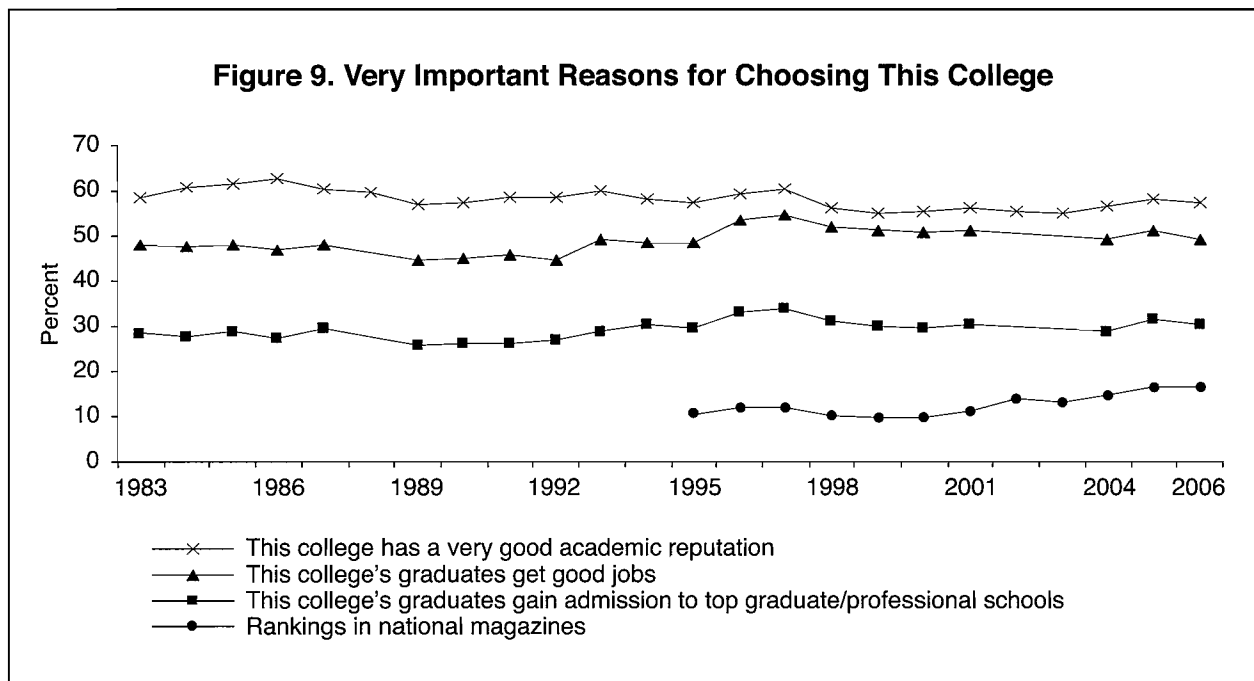 Figure 9. Very Important Reasons for Choosing This College
70
60
50
40
30
20
10
0
Percent
1983 1986 1989 1992 1995 1998 2001 2004 2006
This college has a very good academic reputation
This college's graduates get good jobs
This college's graduates gain admission to top graduate/professional schools
Rankings in national magazines